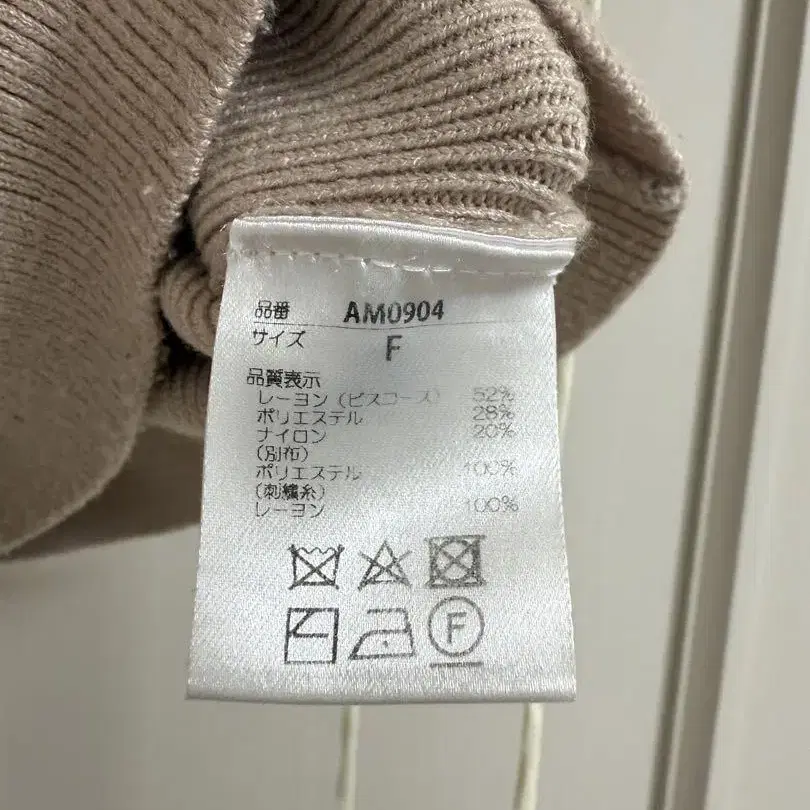 品番 AM0904
サイズ F
品質表示
レーヨン (ビスコース) 52%
ポリエステル 28%
ナイロン 20%
(別布)
ポリエステル 100%
(刺繍糸)
レーヨン 100%
F